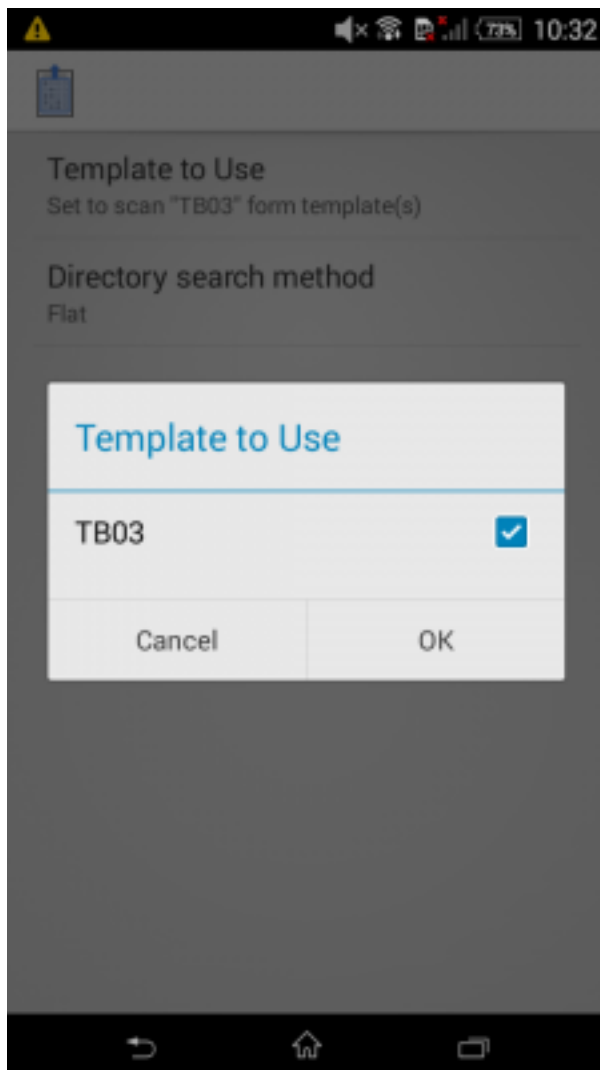 73% 10:32
Template to Use
Set to scan "TB03" form template(s)
Directory search method
Flat
Template to Use
TB03
Cancel OK